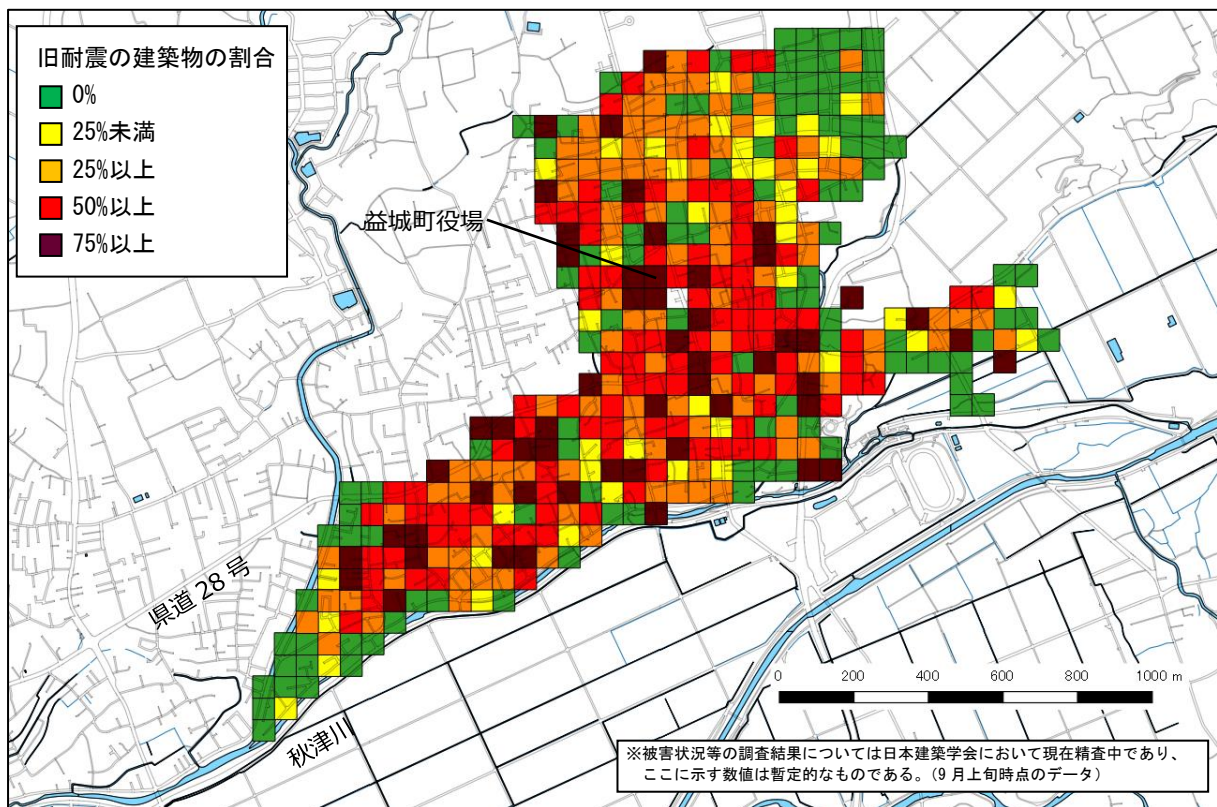 旧耐震の建築物の割合
0%
25%未満
25%以上
50%以上
75%以上
益城町役場
県道 28 号
秋津川
0 200 400 600 800 1000 m
※被害状況等の調査結果については日本建築学会において現在精査中であり、
ここに示す数値は暫定的なものである。(9 月上旬時点のデータ)